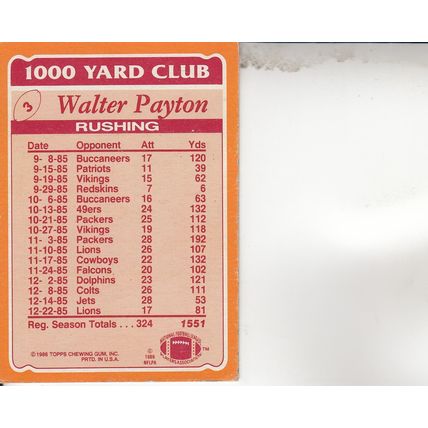 1000 YARD CLUB
3
Walter Payton
RUSHING
Date Opponent Att Yds
9- 8-85 Buccaneers 17 120
9-15-85 Patriots 11 39
9-19-85 Vikings 15 62
9-29-85 Redskins 7 6
10- 6-85 Buccaneers 16 63
10-13-85 49ers 24 132
10-21-85 Packers 25 112
10-27-85 Vikings 19 118
11- 3-85 Packers 28 192
11-10-85 Lions 26 107
11-17-85 Cowboys 22 132
11-24-85 Falcons 20 102
12- 2-85 Dolphins 23 121
12- 8-85 Colts 26 111
12-14-85 Jets 28 53
12-22-85 Lions 17 81
Reg. Season Totals . . . 324 1551
©1986 TOPPS CHEWING GUM, INC.
PRTD. IN U.S.A.
©
1986
NFLPA
TM